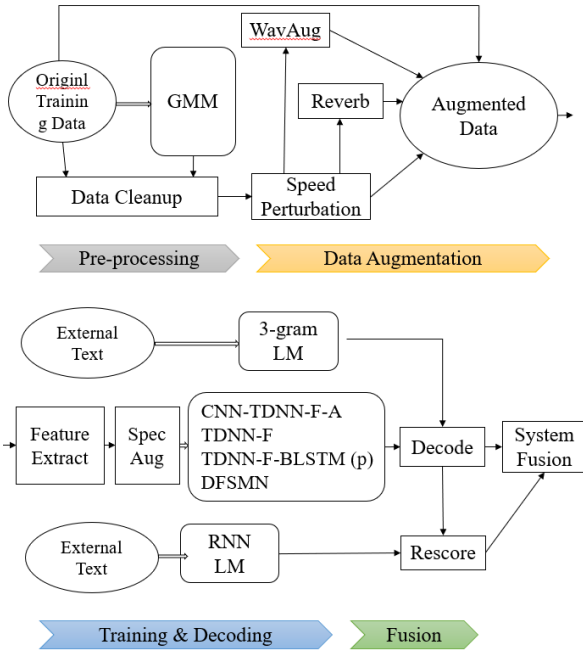 WavAug
Originl
Trainin
g Data
GMM
Reverb
Augmented
Data
Data Cleanup
Speed
Perturbation
Pre-processing
Data Augmentation
External
Text
3-gram
LM
Feature
Extract
Spec
Aug
CNN-TDNN-F-A
TDNN-F
TDNN-F-BLSTM (p)
DFSMN
Decode
System
Fusion
External
Text
RNN
LM
Rescore
Training & Decoding
Fusion